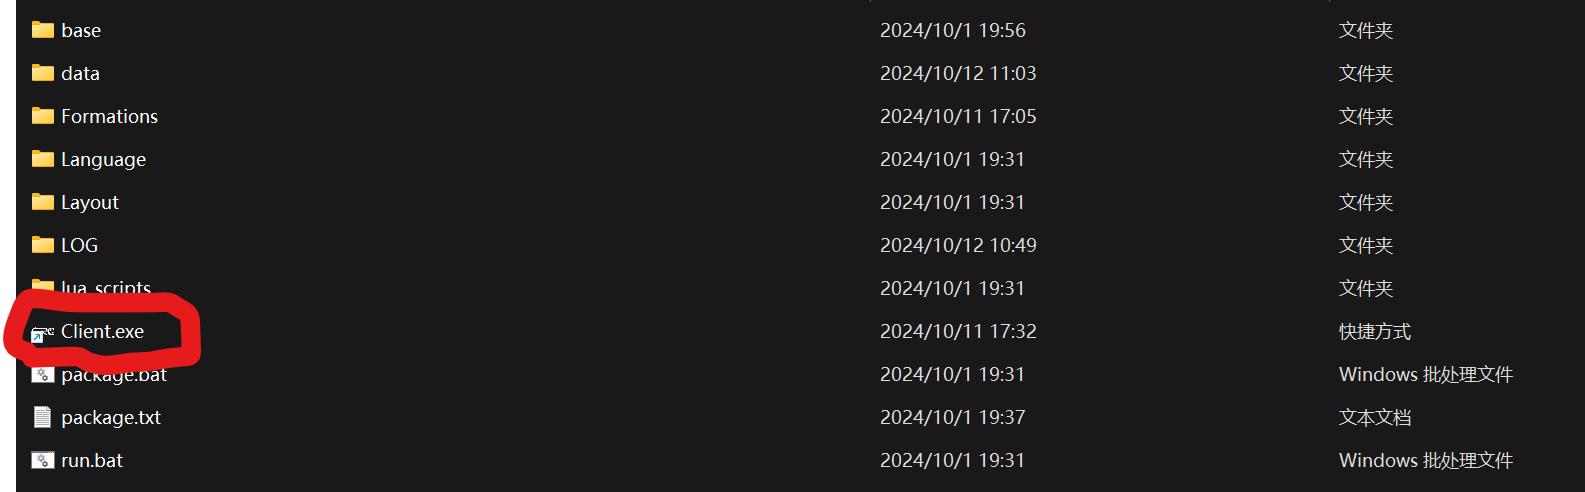 base 2024/10/1 19:56 文件夹
data 2024/10/12 11:03 文件夹
Formations 2024/10/11 17:05 文件夹
Language 2024/10/1 19:31 文件夹
Layout 2024/10/1 19:31 文件夹
LOG 2024/10/12 10:49 文件夹
lua_scripts 2024/10/1 19:31 文件夹
Client.exe 2024/10/11 17:32 快捷方式
package.bat 2024/10/1 19:31 Windows 批处理文件
package.txt 2024/10/1 19:37 文本文档
run.bat 2024/10/1 19:31 Windows 批处理文件